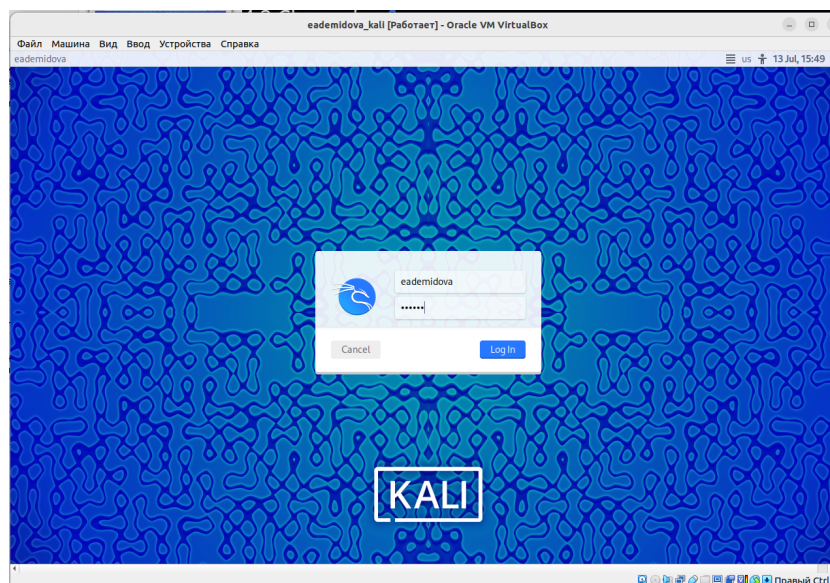 eademidova_kali [Работает] - Oracle VM VirtualBox
Файл Машина Вид Ввод Устройства Справка
eademidova us 13 Jul, 15:49
eademidova
••••••
Cancel Log In
KALI
Правый Ctrl